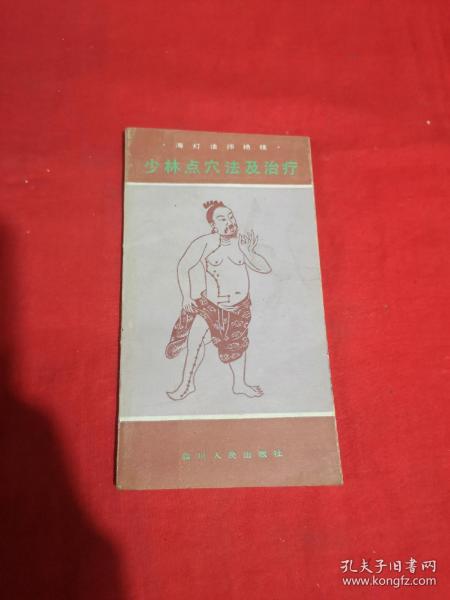 ·海灯法师绝技·
少林点穴法及治疗
四川人民出版社
孔夫子旧书网
www.kongfz.com